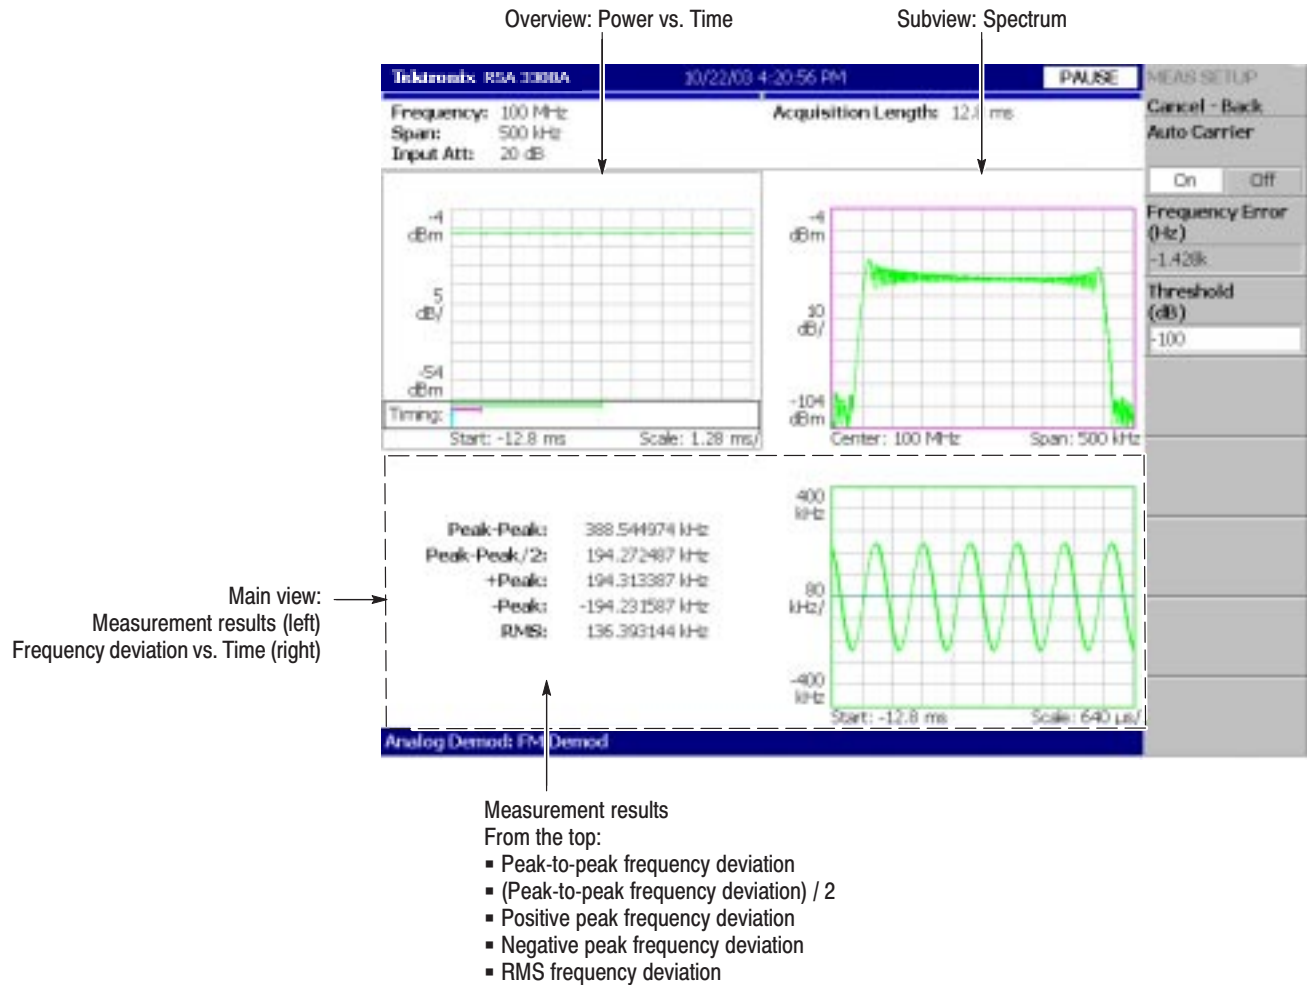 Overview: Power vs. Time
Subview: Spectrum
Tektronix RSA 3308A 10/22/03 4:20:56 PM PAUSE
Frequency: 100 MHz
Span: 500 kHz
Input Att: 20 dB
Acquisition Length: 12.8 ms
MEAS SETUP
Cancel - Back
Auto Carrier
On Off
Frequency Error
(Hz)
-1.428k
Threshold
(dB)
-100
-4
dBm
5
dB/
-54
dBm
Timing:
Start: -12.8 ms Scale: 1.28 ms/
-4
dBm
10
dB/
-104
dBm
Center: 100 MHz Span: 500 kHz
Peak-Peak: 388.544974 kHz
Peak-Peak/2: 194.272487 kHz
+Peak: 194.313387 kHz
-Peak: -194.231587 kHz
RMS: 136.393144 kHz
400
kHz
80
kHz/
-400
kHz
Start: -12.8 ms Scale: 640 µs/
Analog Demod: FM Demod
Main view:
Measurement results (left)
Frequency deviation vs. Time (right)
Measurement results
From the top:
▪ Peak-to-peak frequency deviation
▪ (Peak-to-peak frequency deviation) / 2
▪ Positive peak frequency deviation
▪ Negative peak frequency deviation
▪ RMS frequency deviation